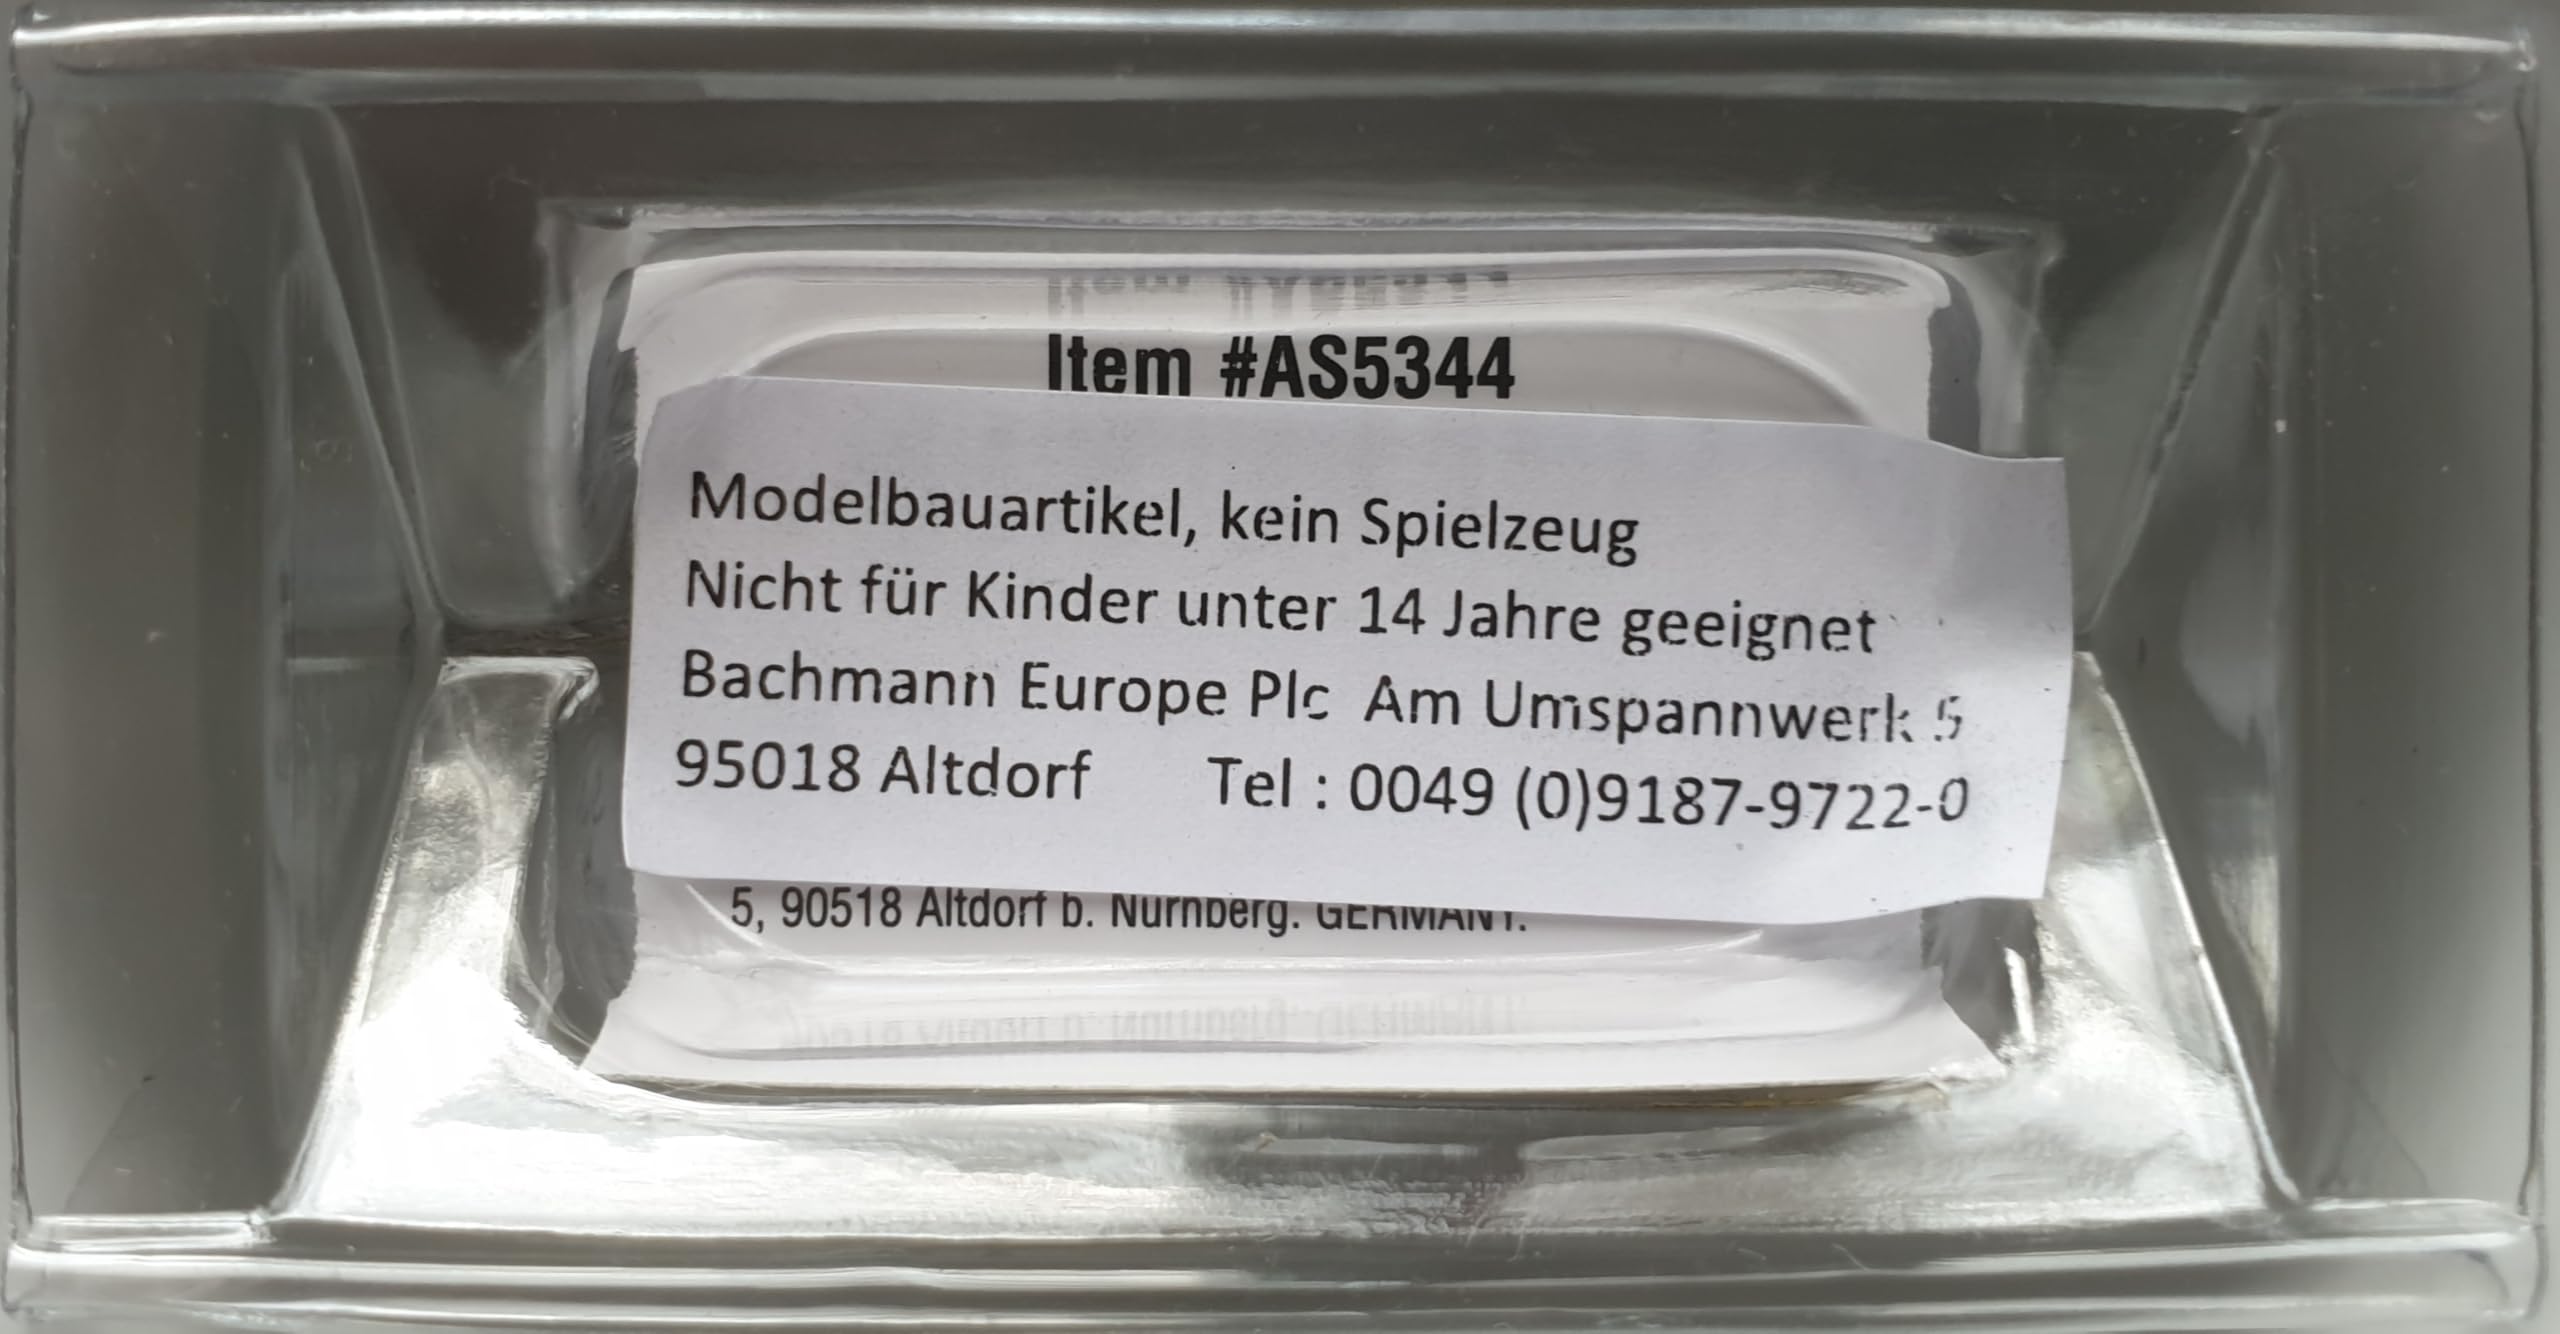 Item #AS5344
Modelbauartikel, kein Spielzeug
Nicht für Kinder unter 14 Jahre geeignet
Bachmann Europe Plc Am Umspannwerk 5
95018 Altdorf Tel : 0049 (0)9187-9722-0
5, 90518 Altdorf b. Nürnberg. GERMANY.